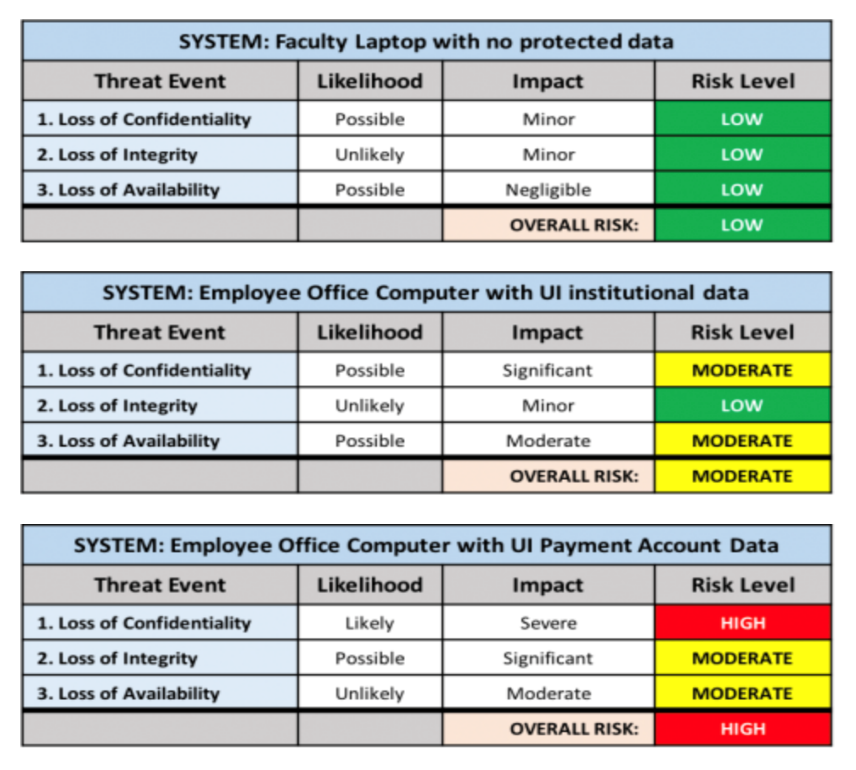 SYSTEM: Faculty Laptop with no protected data
Threat Event Likelihood Impact Risk Level
1. Loss of Confidentiality Possible Minor LOW
2. Loss of Integrity Unlikely Minor LOW
3. Loss of Availability Possible Negligible LOW
OVERALL RISK: LOW
SYSTEM: Employee Office Computer with UI institutional data
Threat Event Likelihood Impact Risk Level
1. Loss of Confidentiality Possible Significant MODERATE
2. Loss of Integrity Unlikely Minor LOW
3. Loss of Availability Possible Moderate MODERATE
OVERALL RISK: MODERATE
SYSTEM: Employee Office Computer with UI Payment Account Data
Threat Event Likelihood Impact Risk Level
1. Loss of Confidentiality Likely Severe HIGH
2. Loss of Integrity Possible Significant MODERATE
3. Loss of Availability Unlikely Moderate MODERATE
OVERALL RISK: HIGH